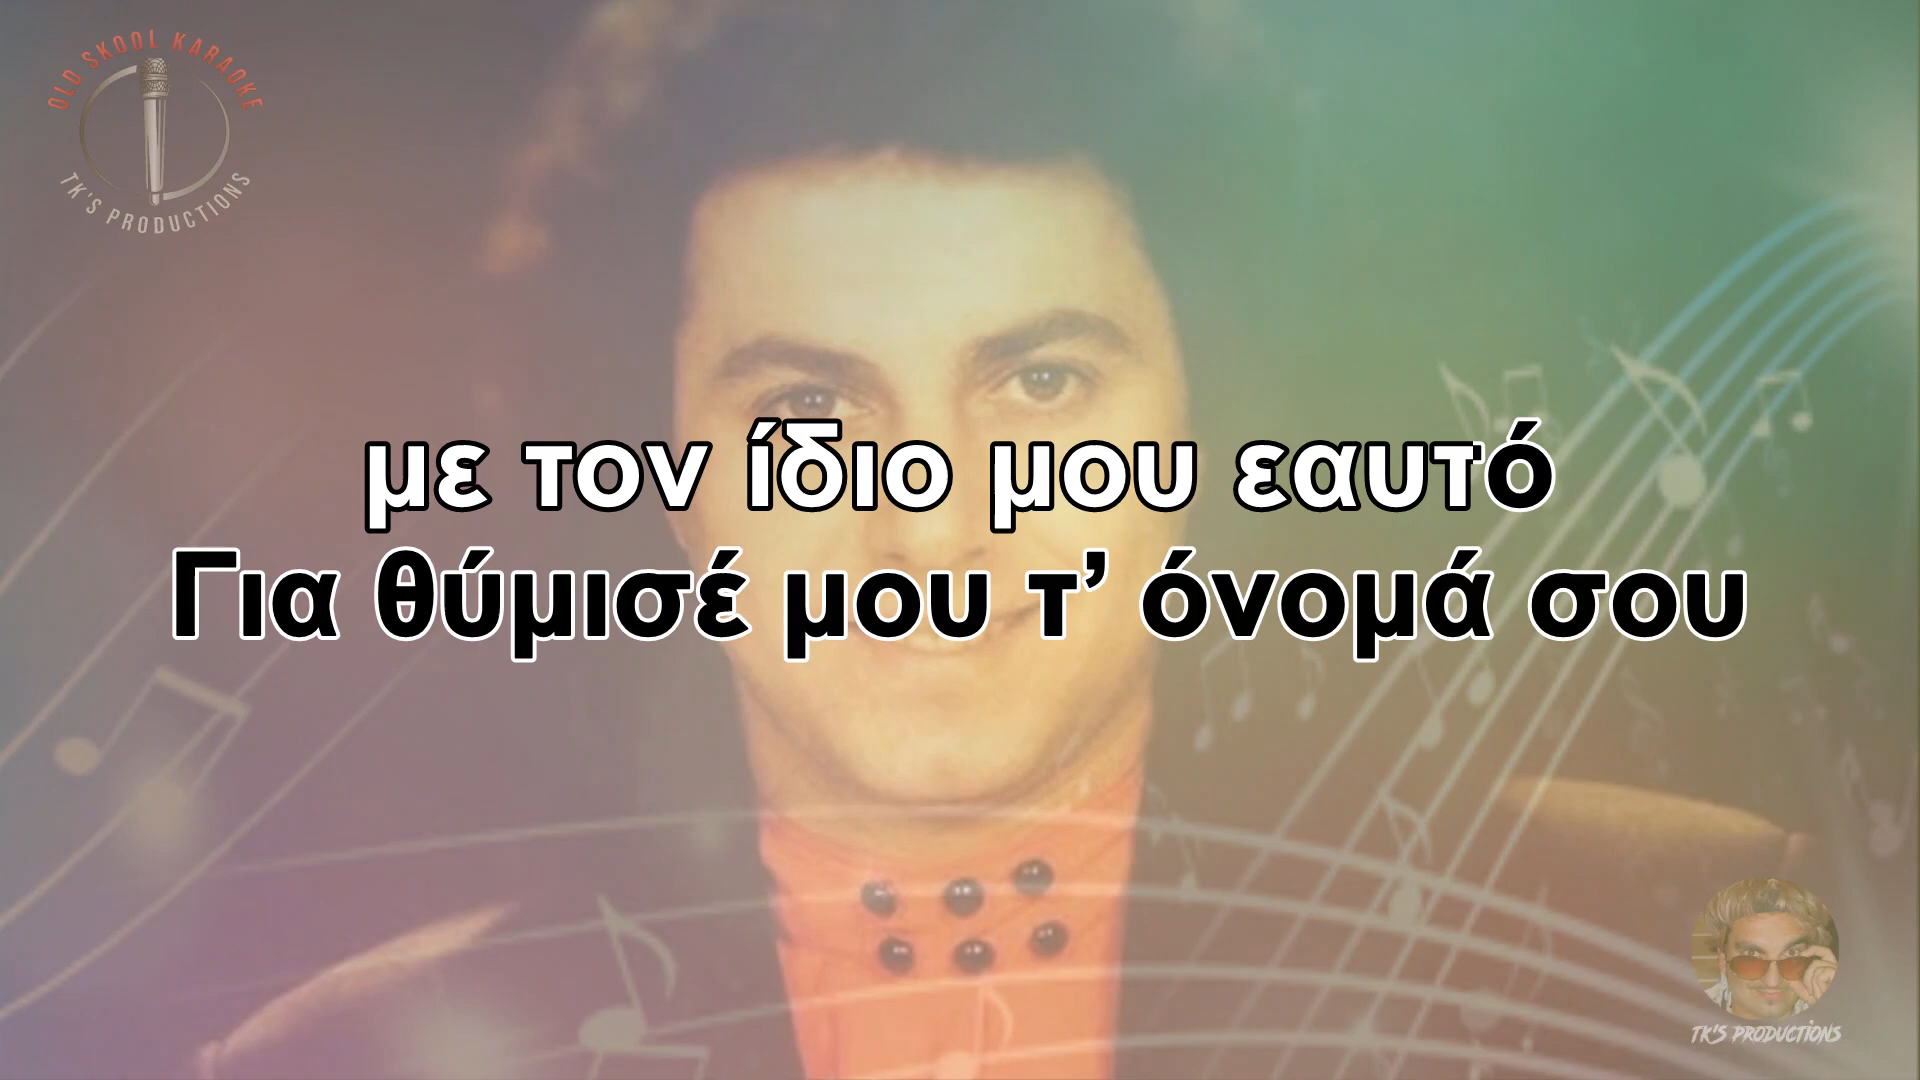 OLD SKOOL KARAOKE
TK'S PRODUCTIONS
με τον ίδιο μου εαυτό
Για θύμισέ μου τ’ όνομά σου
TK'S PRODUCTIONS